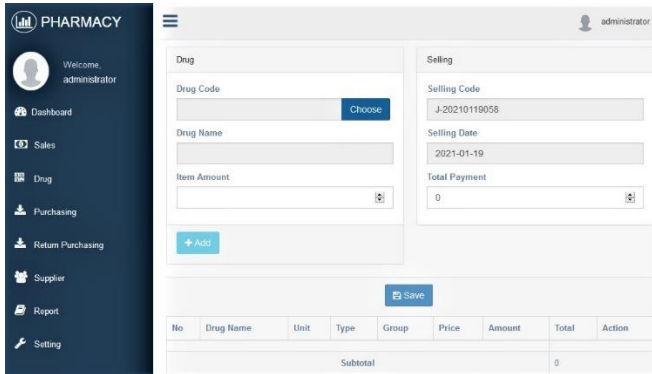 PHARMACY
administrator
Welcome,
administrator
Dashboard
Sales
Drug
Purchasing
Return Purchasing
Supplier
Report
Setting
Drug
Drug Code
Choose
Drug Name
Item Amount
+ Add
Selling
Selling Code
J-20210119058
Selling Date
2021-01-19
Total Payment
0
Save
No Drug Name Unit Type Group Price Amount Total Action
Subtotal 0